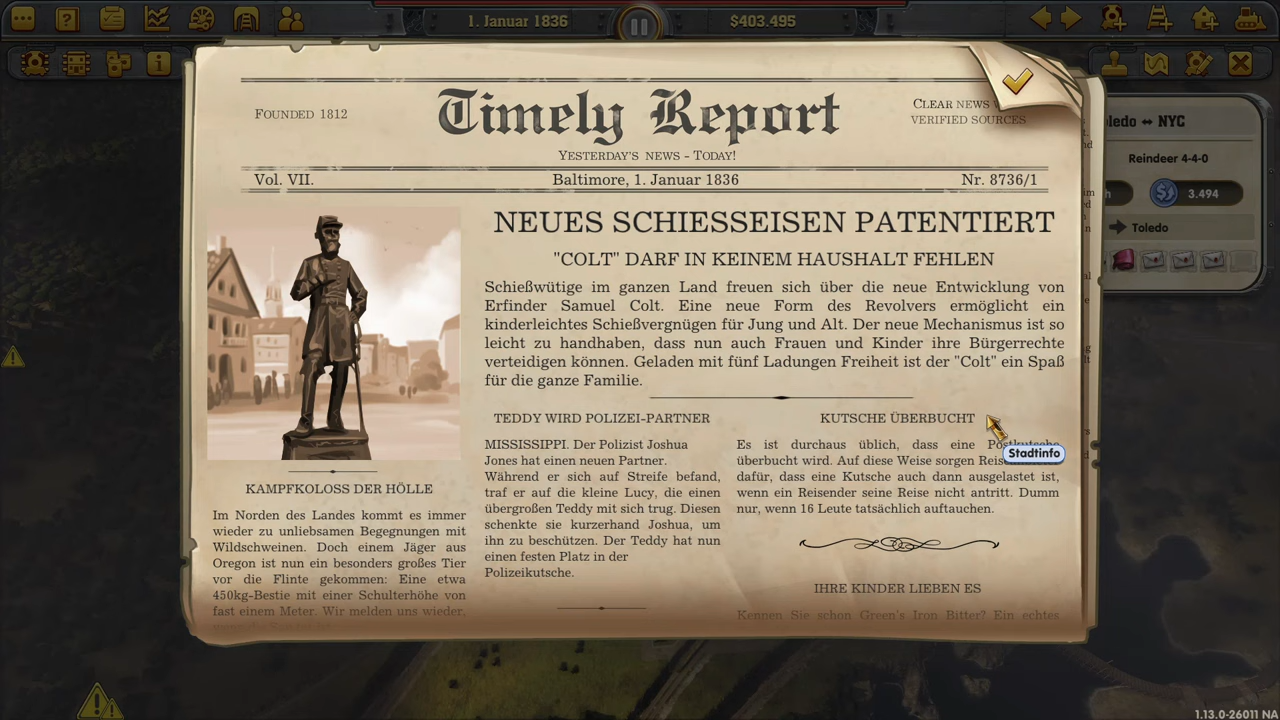 1. Januar 1836
$403.495
FOUNDED 1812
Timely Report
CLEAR NEWS
VERIFIED SOURCES
YESTERDAY'S NEWS - TODAY!
Vol. VII.
Baltimore, 1. Januar 1836
Nr. 8736/1
NEUES SCHIESSEISEN PATENTIERT
"COLT" DARF IN KEINEM HAUSHALT FEHLEN
Schießwütige im ganzen Land freuen sich über die neue Entwicklung von
Erfinder Samuel Colt. Eine neue Form des Revolvers ermöglicht ein
kinderleichtes Schießvergnügen für Jung und Alt. Der neue Mechanismus ist so
leicht zu handhaben, dass nun auch Frauen und Kinder ihre Bürgerrechte
verteidigen können. Geladen mit fünf Ladungen Freiheit ist der "Colt" ein Spaß
für die ganze Familie.
KAMPFKOLOSS DER HÖLLE
Im Norden des Landes kommt es immer
wieder zu unliebsamen Begegnungen mit
Wildschweinen. Doch einem Jäger aus
Oregon ist nun ein besonders großes Tier
vor die Flinte gekommen: Eine etwa
450kg-Bestie mit einer Schulterhöhe von
fast einem Meter. Wir melden uns wieder,
TEDDY WIRD POLIZEI-PARTNER
MISSISSIPPI. Der Polizist Joshua
Jones hat einen neuen Partner.
Während er sich auf Streife befand,
traf er auf die kleine Lucy, die einen
übergroßen Teddy mit sich trug. Diesen
schenkte sie kurzerhand Joshua, um
ihn zu beschützen. Der Teddy hat nun
einen festen Platz in der
Polizeikutsche.
KUTSCHE ÜBERBUCHT
Es ist durchaus üblich, dass eine Postkutsche
überbucht wird. Auf diese Weise sorgen
dafür, dass eine Kutsche auch dann ausgelastet ist,
wenn ein Reisender seine Reise nicht antritt. Dumm
nur, wenn 16 Leute tatsächlich auftauchen.
Stadtinfo
IHRE KINDER LIEBEN ES
Kennen Sie schon Green's Iron Bitter? Ein echtes
↔ NYC
Reindeer 4-4-0
3.494
Toledo
1.13.0-26011 NA